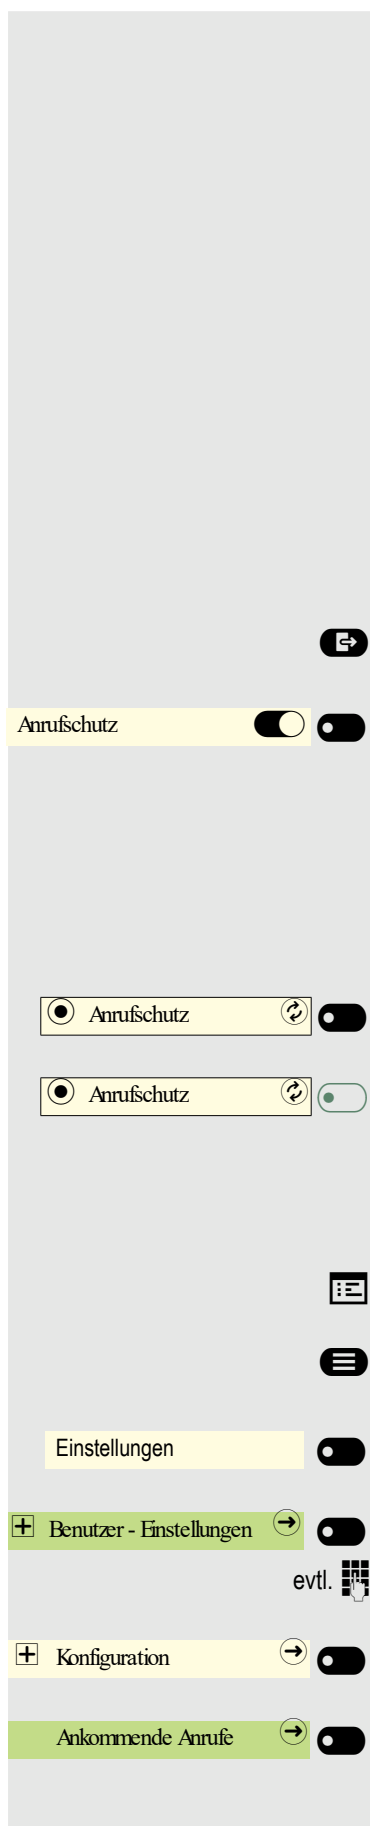 Anrufschutz
Anrufschutz
Anrufschutz
Einstellungen
Benutzer - Einstellungen
evtl.
Konfiguration
Ankommende Anrufe